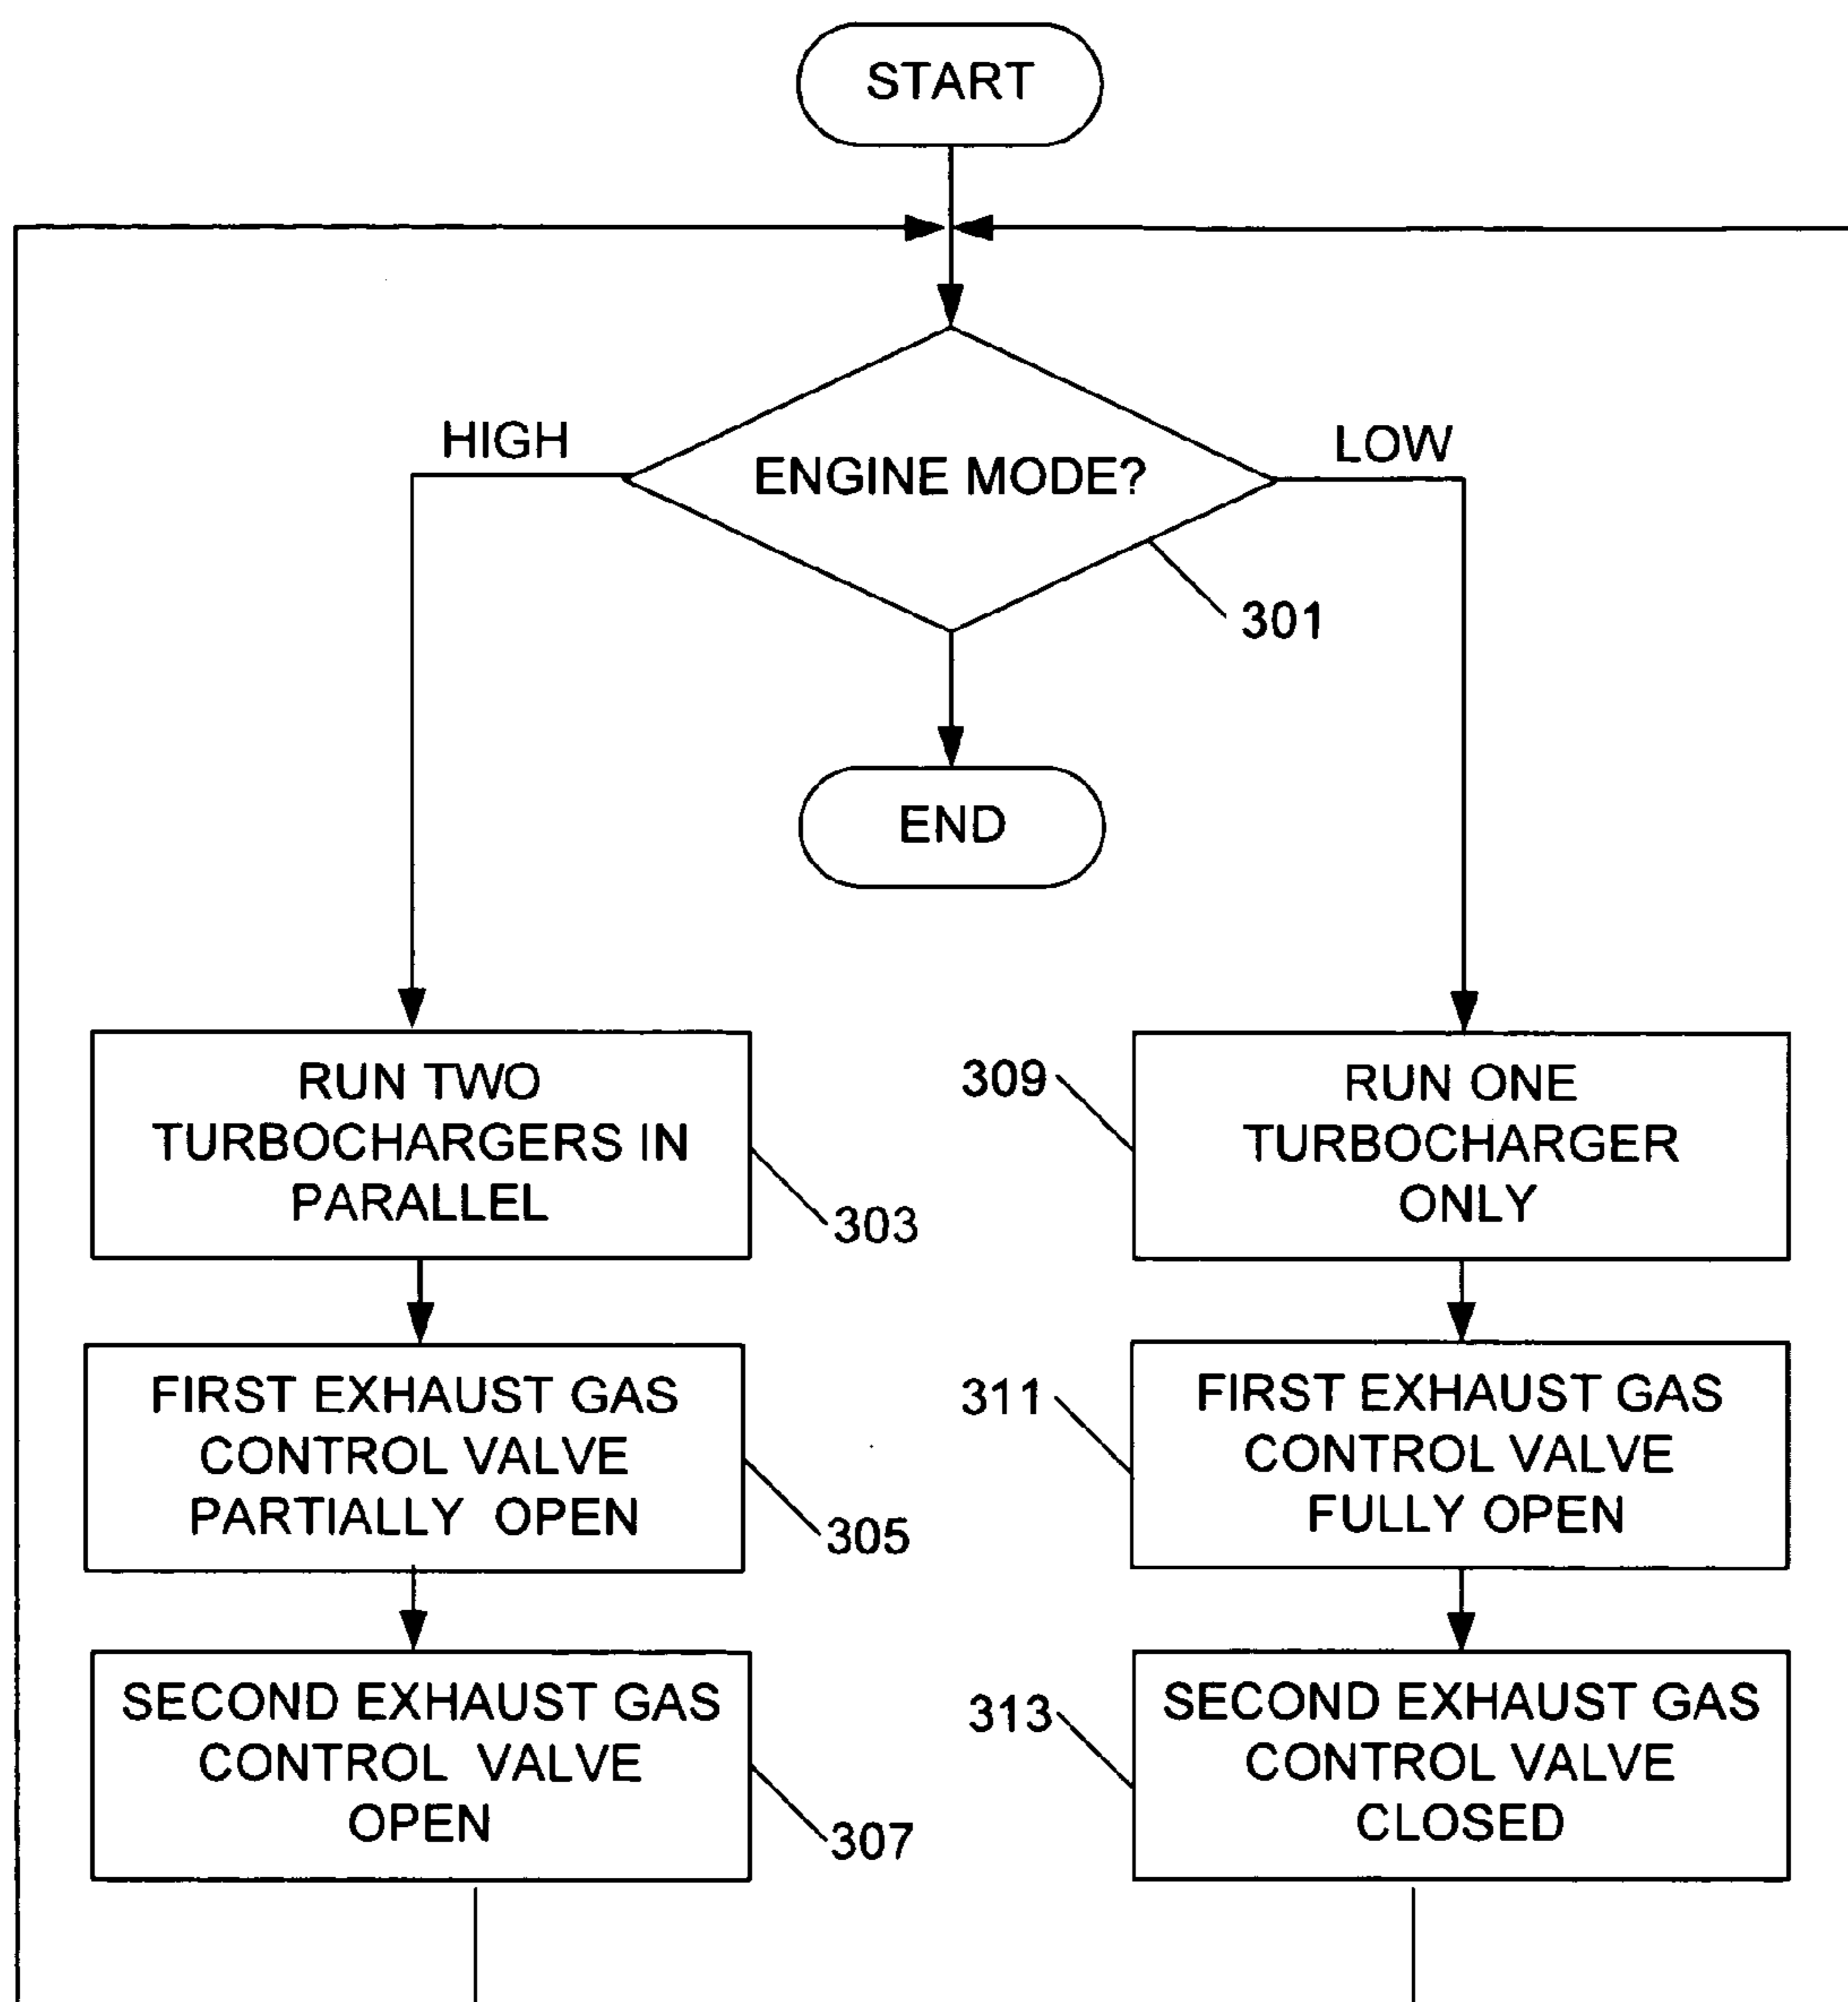 START
HIGH
LOW
ENGINE MODE?
301
END
RUN TWO
TURBOCHARGERS IN
PARALLEL
303
309
RUN ONE
TURBOCHARGER
ONLY
FIRST EXHAUST GAS
CONTROL VALVE
PARTIALLY OPEN
305
311
FIRST EXHAUST GAS
CONTROL VALVE
FULLY OPEN
SECOND EXHAUST GAS
CONTROL VALVE
OPEN
307
313
SECOND EXHAUST GAS
CONTROL VALVE
CLOSED